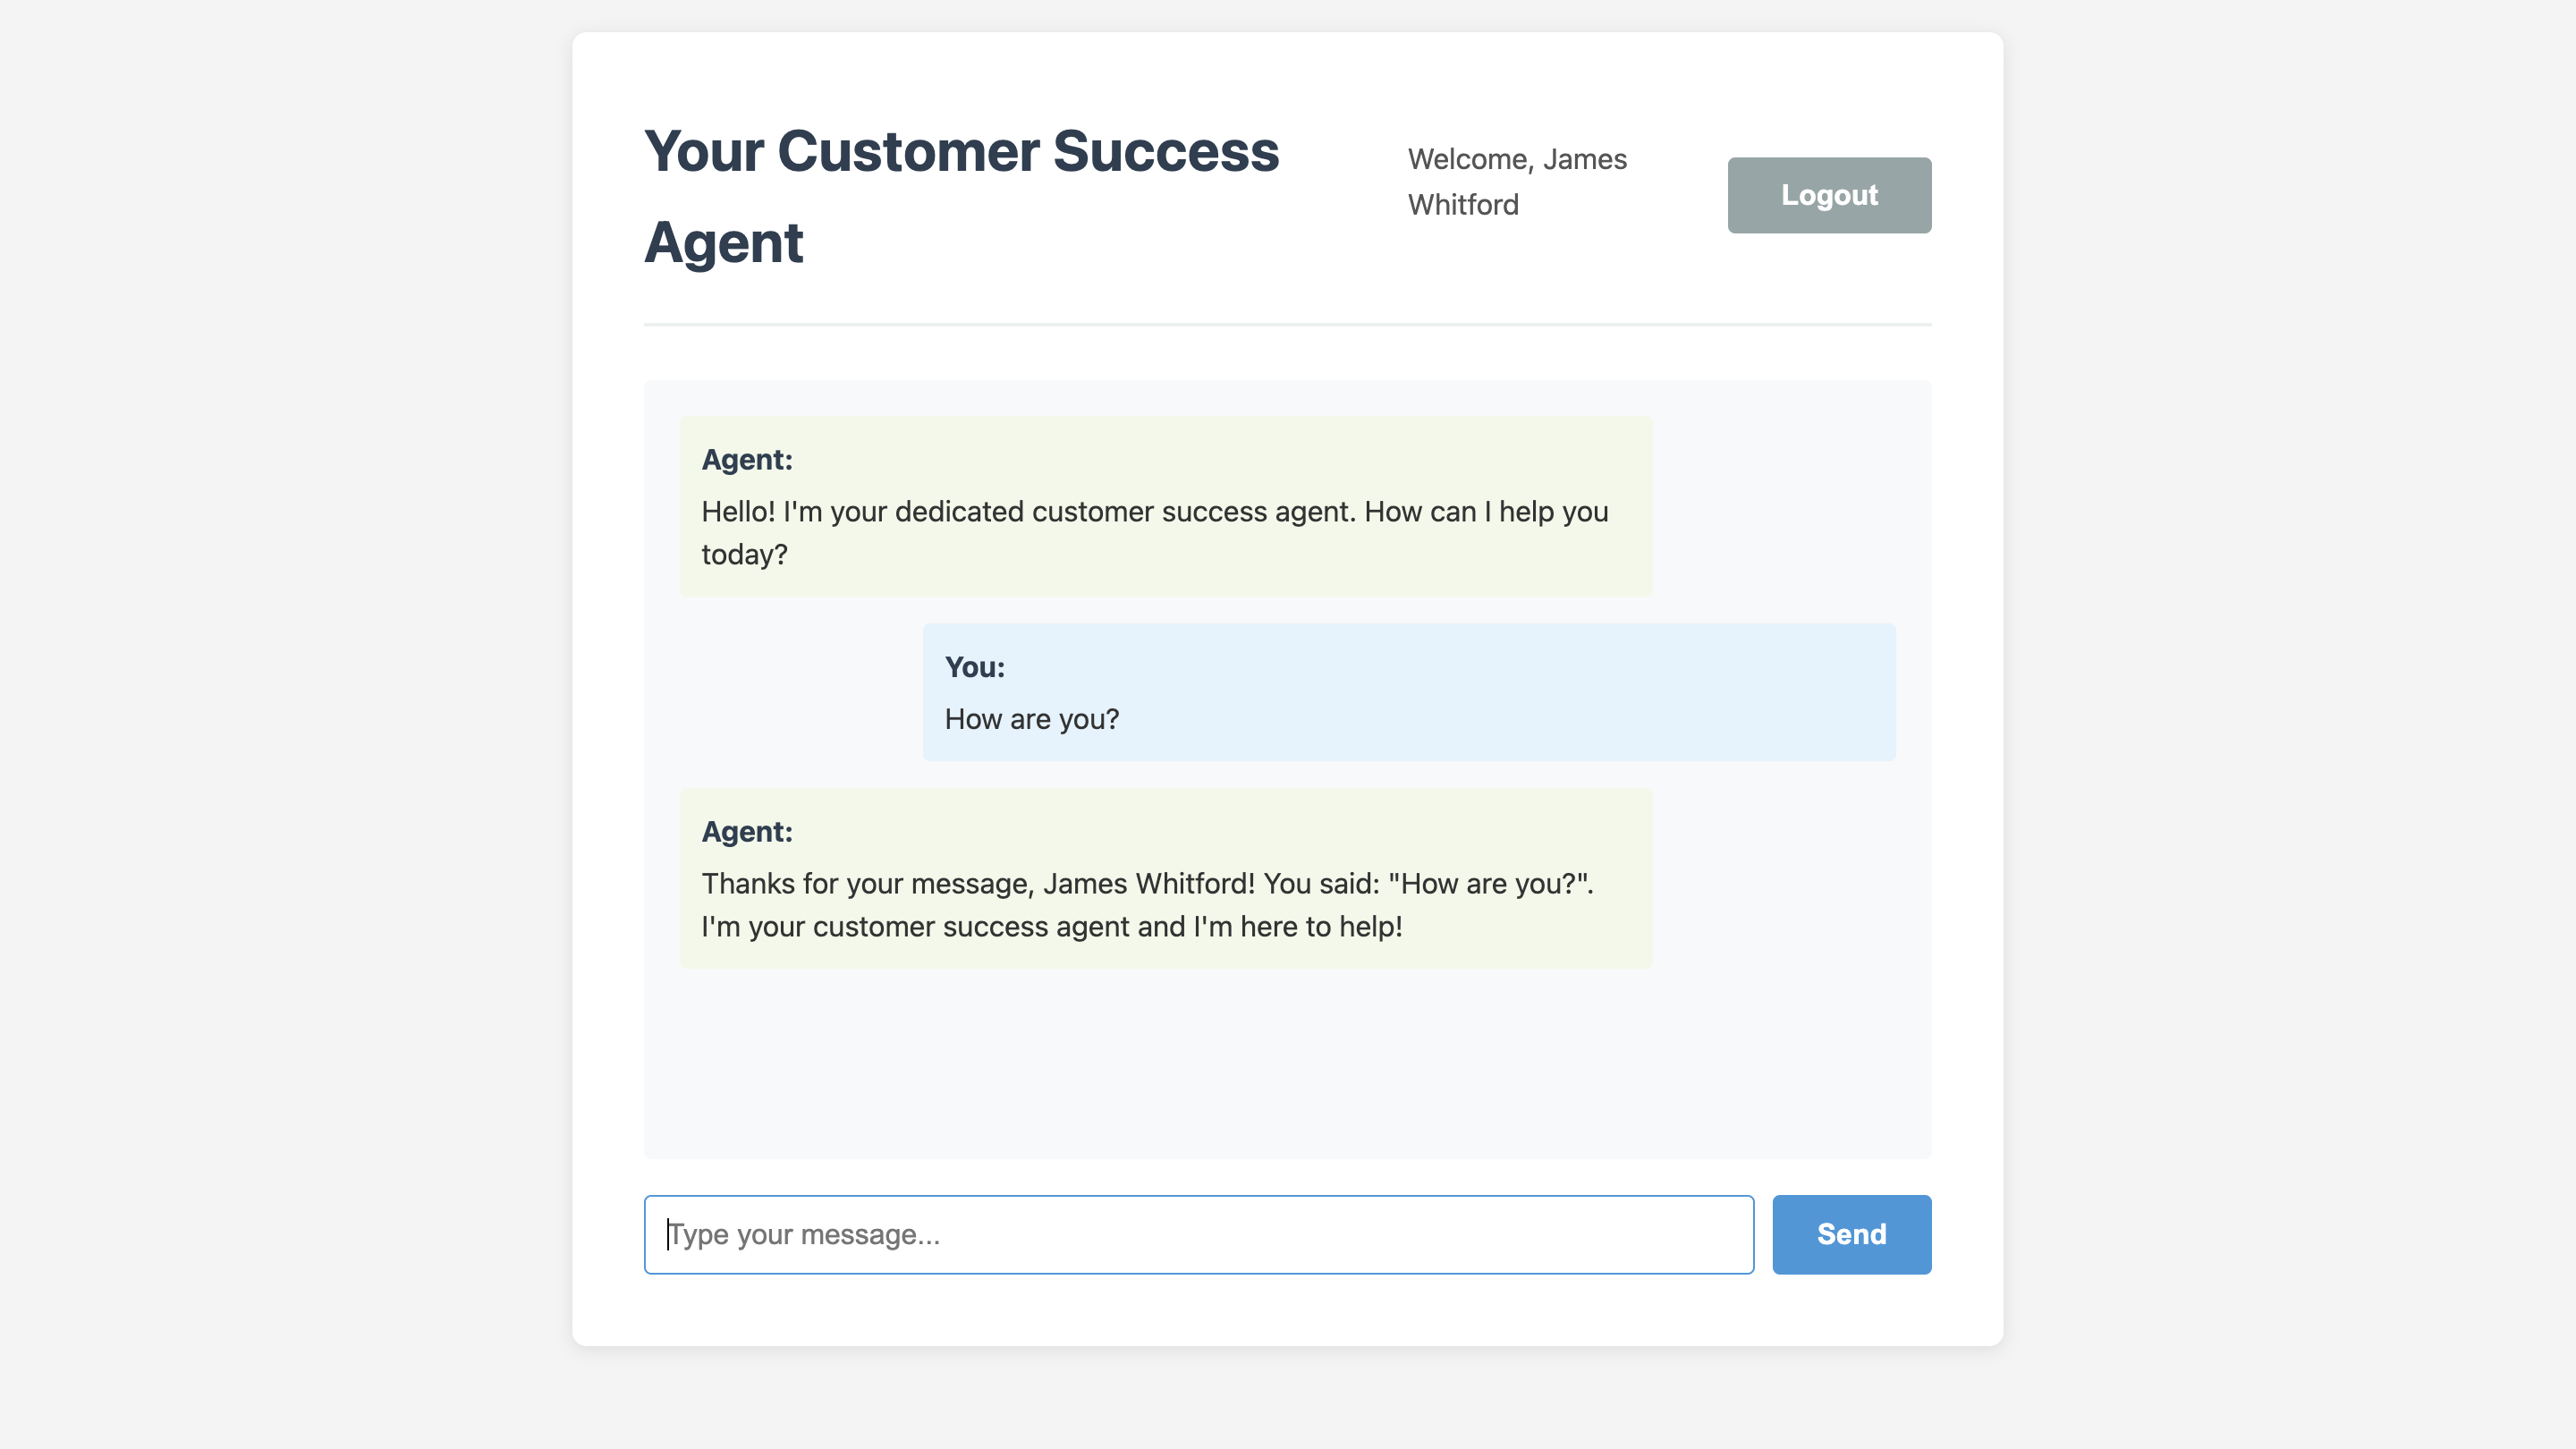 Your Customer Success
Agent
Welcome, James
Whitford
Logout
Agent:
Hello! I'm your dedicated customer success agent. How can I help you
today?
You:
How are you?
Agent:
Thanks for your message, James Whitford! You said: "How are you?".
I'm your customer success agent and I'm here to help!
Type your message...
Send